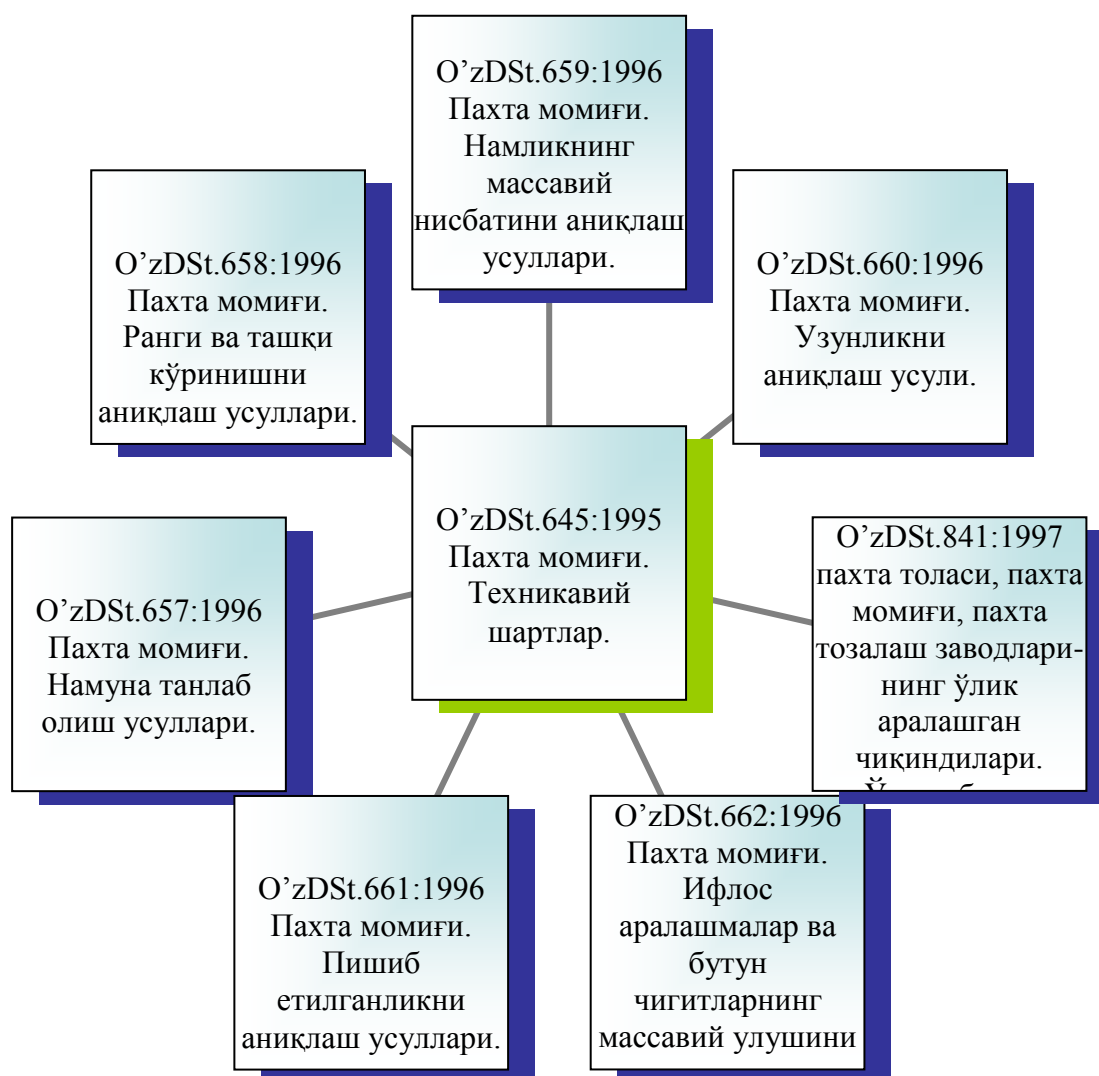 O’zDSt.659:1996
Пахта момиғи.
Намликнинг
массавий
нисбатини аниқлаш
усуллари.
O’zDSt.658:1996
Пахта момиғи.
Ранги ва ташқи
кўринишни
аниқлаш усуллари.
O’zDSt.660:1996
Пахта момиғи.
Узунликни
аниқлаш усули.
O’zDSt.645:1995
Пахта момиғи.
Техникавий
шартлар.
O’zDSt.657:1996
Пахта момиғи.
Намуна танлаб
олиш усуллари.
O’zDSt.841:1997
пахта толаси, пахта
момиғи, пахта
тозалаш заводлари-
нинг ўлик
аралашган
чиқиндилари.
O’zDSt.661:1996
Пахта момиғи.
Пишиб
етилганликни
аниқлаш усуллари.
O’zDSt.662:1996
Пахта момиғи.
Ифлос
аралашмалар ва
бутун
чигитларнинг
массавий улушини